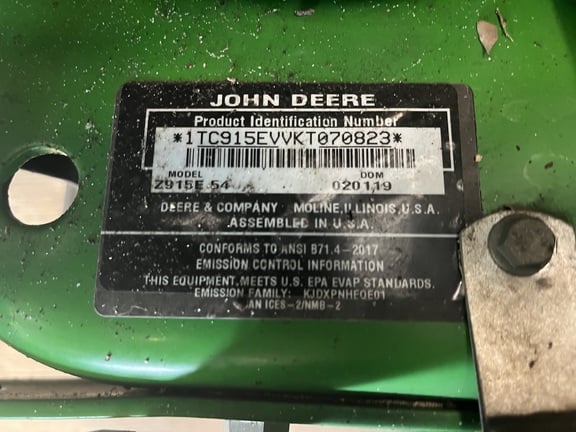 JOHN DEERE
Product Identification Number
*1TC915EVVKT070823*
MODEL DOM
Z915E 54 020119
DEERE & COMPANY MOLINE, ILLINOIS, U.S.A.
ASSEMBLED IN U.S.A.
CONFORMS TO ANSI B71.4-2017
EMISSION CONTROL INFORMATION
THIS EQUIPMENT MEETS U.S. EPA EVAP STANDARDS.
EMISSION FAMILY: KJDXPNHEQE01
AN ICES-2/NMB-2